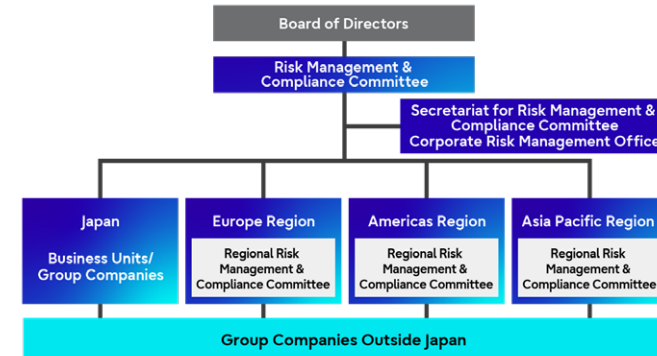 Board of Directors
Risk Management &
Compliance Committee
Secretariat for Risk Management &
Compliance Committee
Corporate Risk Management Office
Japan
Business Units/
Group Companies
Europe Region
Regional Risk
Management &
Compliance Committee
Americas Region
Regional Risk
Management &
Compliance Committee
Asia Pacific Region
Regional Risk
Management &
Compliance Committee
Group Companies Outside Japan